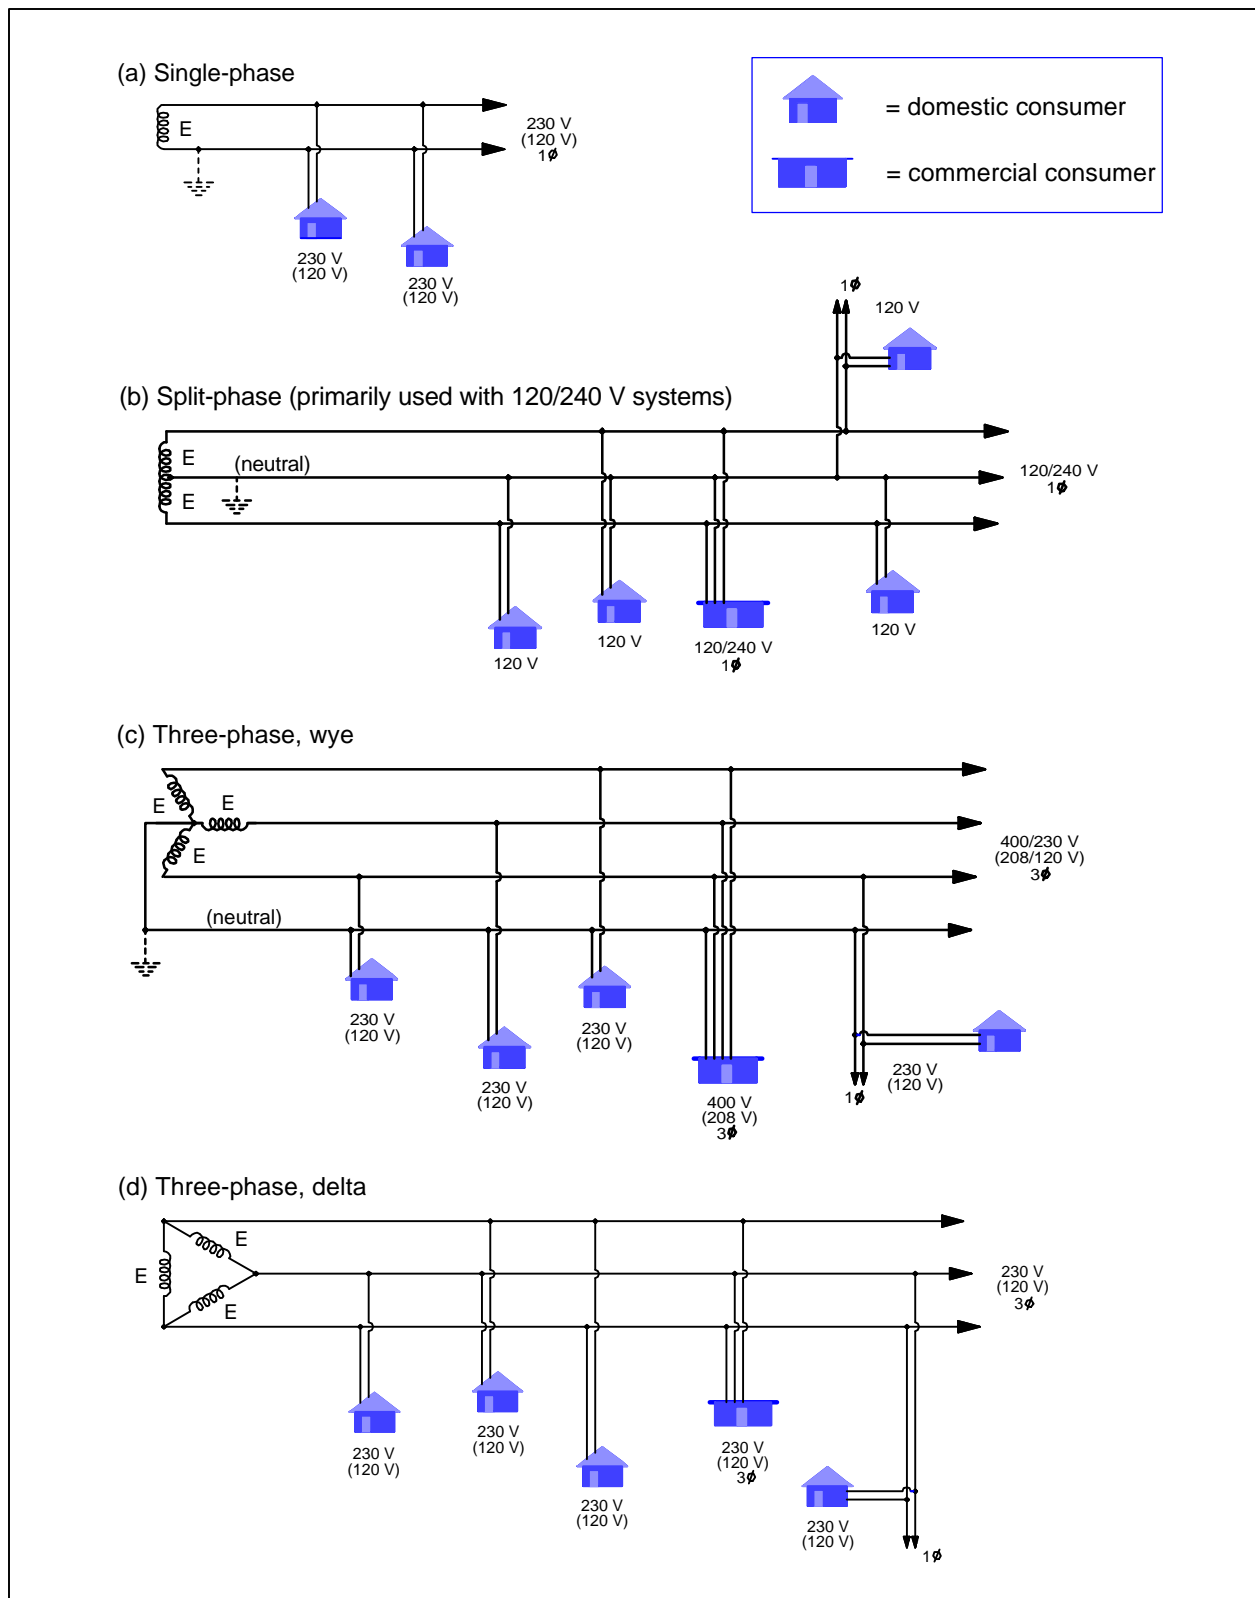 (a) Single-phase
E
230 V
(120 V)
1ϕ
230 V
(120 V)
230 V
(120 V)
= domestic consumer
= commercial consumer
1ϕ
120 V
(b) Split-phase (primarily used with 120/240 V systems)
E
(neutral)
E
120/240 V
1ϕ
120 V
120 V
120/240 V
1ϕ
120 V
(c) Three-phase, wye
E
E
E
400/230 V
(208/120 V)
3ϕ
(neutral)
230 V
(120 V)
230 V
(120 V)
230 V
(120 V)
400 V
(208 V)
3ϕ
1ϕ
230 V
(120 V)
(d) Three-phase, delta
E
E
E
230 V
(120 V)
3ϕ
230 V
(120 V)
230 V
(120 V)
230 V
(120 V)
230 V
(120 V)
3ϕ
230 V
(120 V)
1ϕ